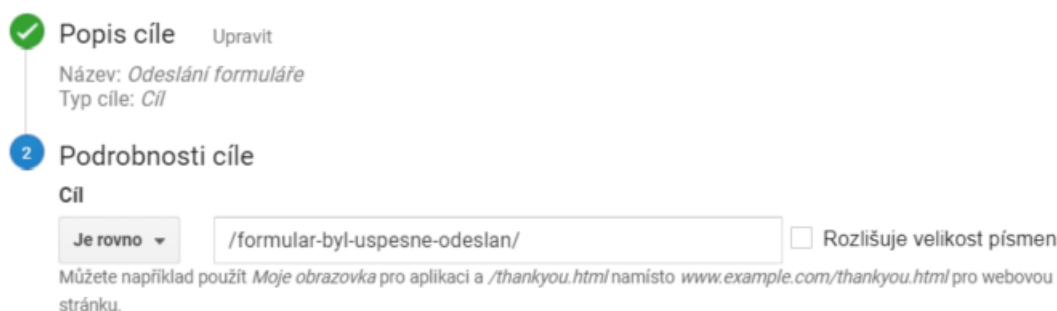 Popis cíle Upravit
Název: Odeslání formuláře
Typ cíle: Cíl
2 Podrobnosti cíle
Cíl
Je rovno /formular-byl-uspesne-odeslan/ Rozlišuje velikost písmen
Můžete například použít Moje obrazovka pro aplikaci a /thankyou.html namísto www.example.com/thankyou.html pro webovou
stránku.